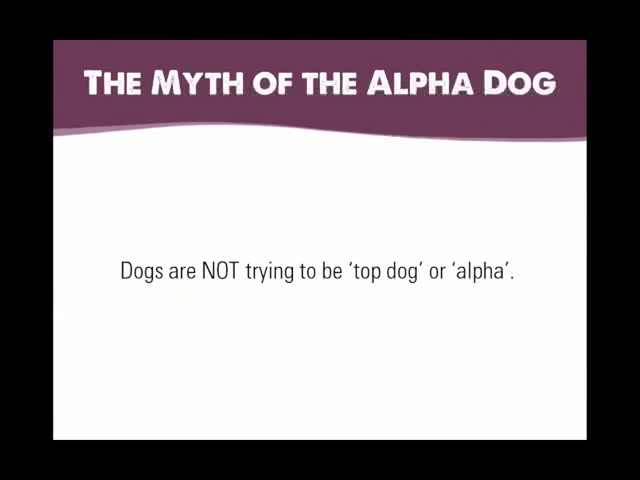 THE MYTH OF THE ALPHA DOG
Dogs are NOT trying to be ‘top dog’ or ‘alpha’.